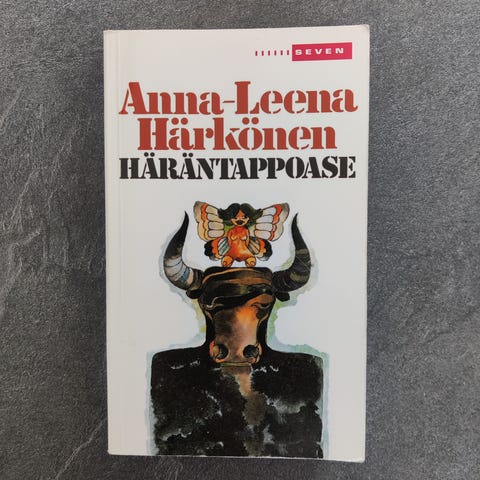 SEVEN
Anna-Leena
Härkönen
HÄRÄNTAPPOASE